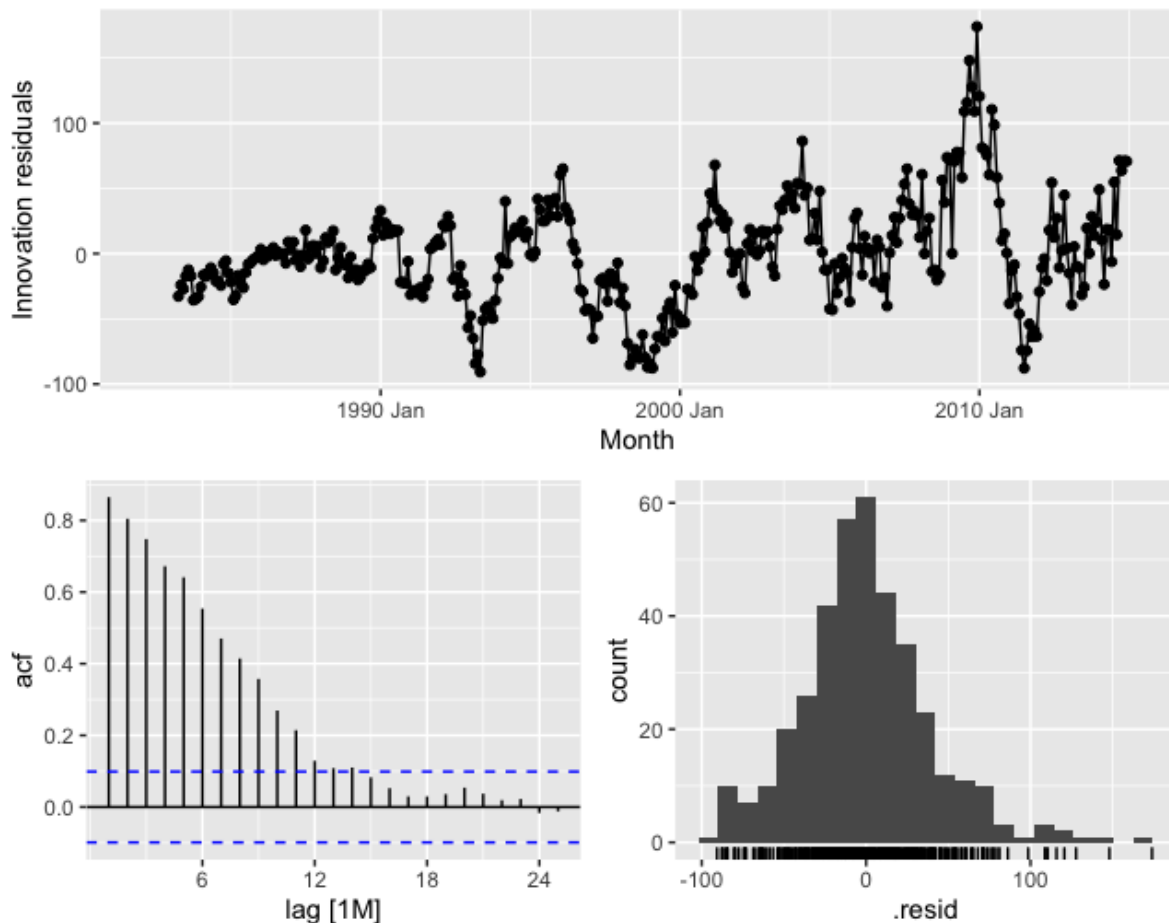 Innovation residuals
100
0
-100
1990 Jan
2000 Jan
2010 Jan
Month
acf
0.8
0.6
0.4
0.2
0.0
6
12
18
24
lag [1M]
count
60
40
20
0
-100
0
100
.resid